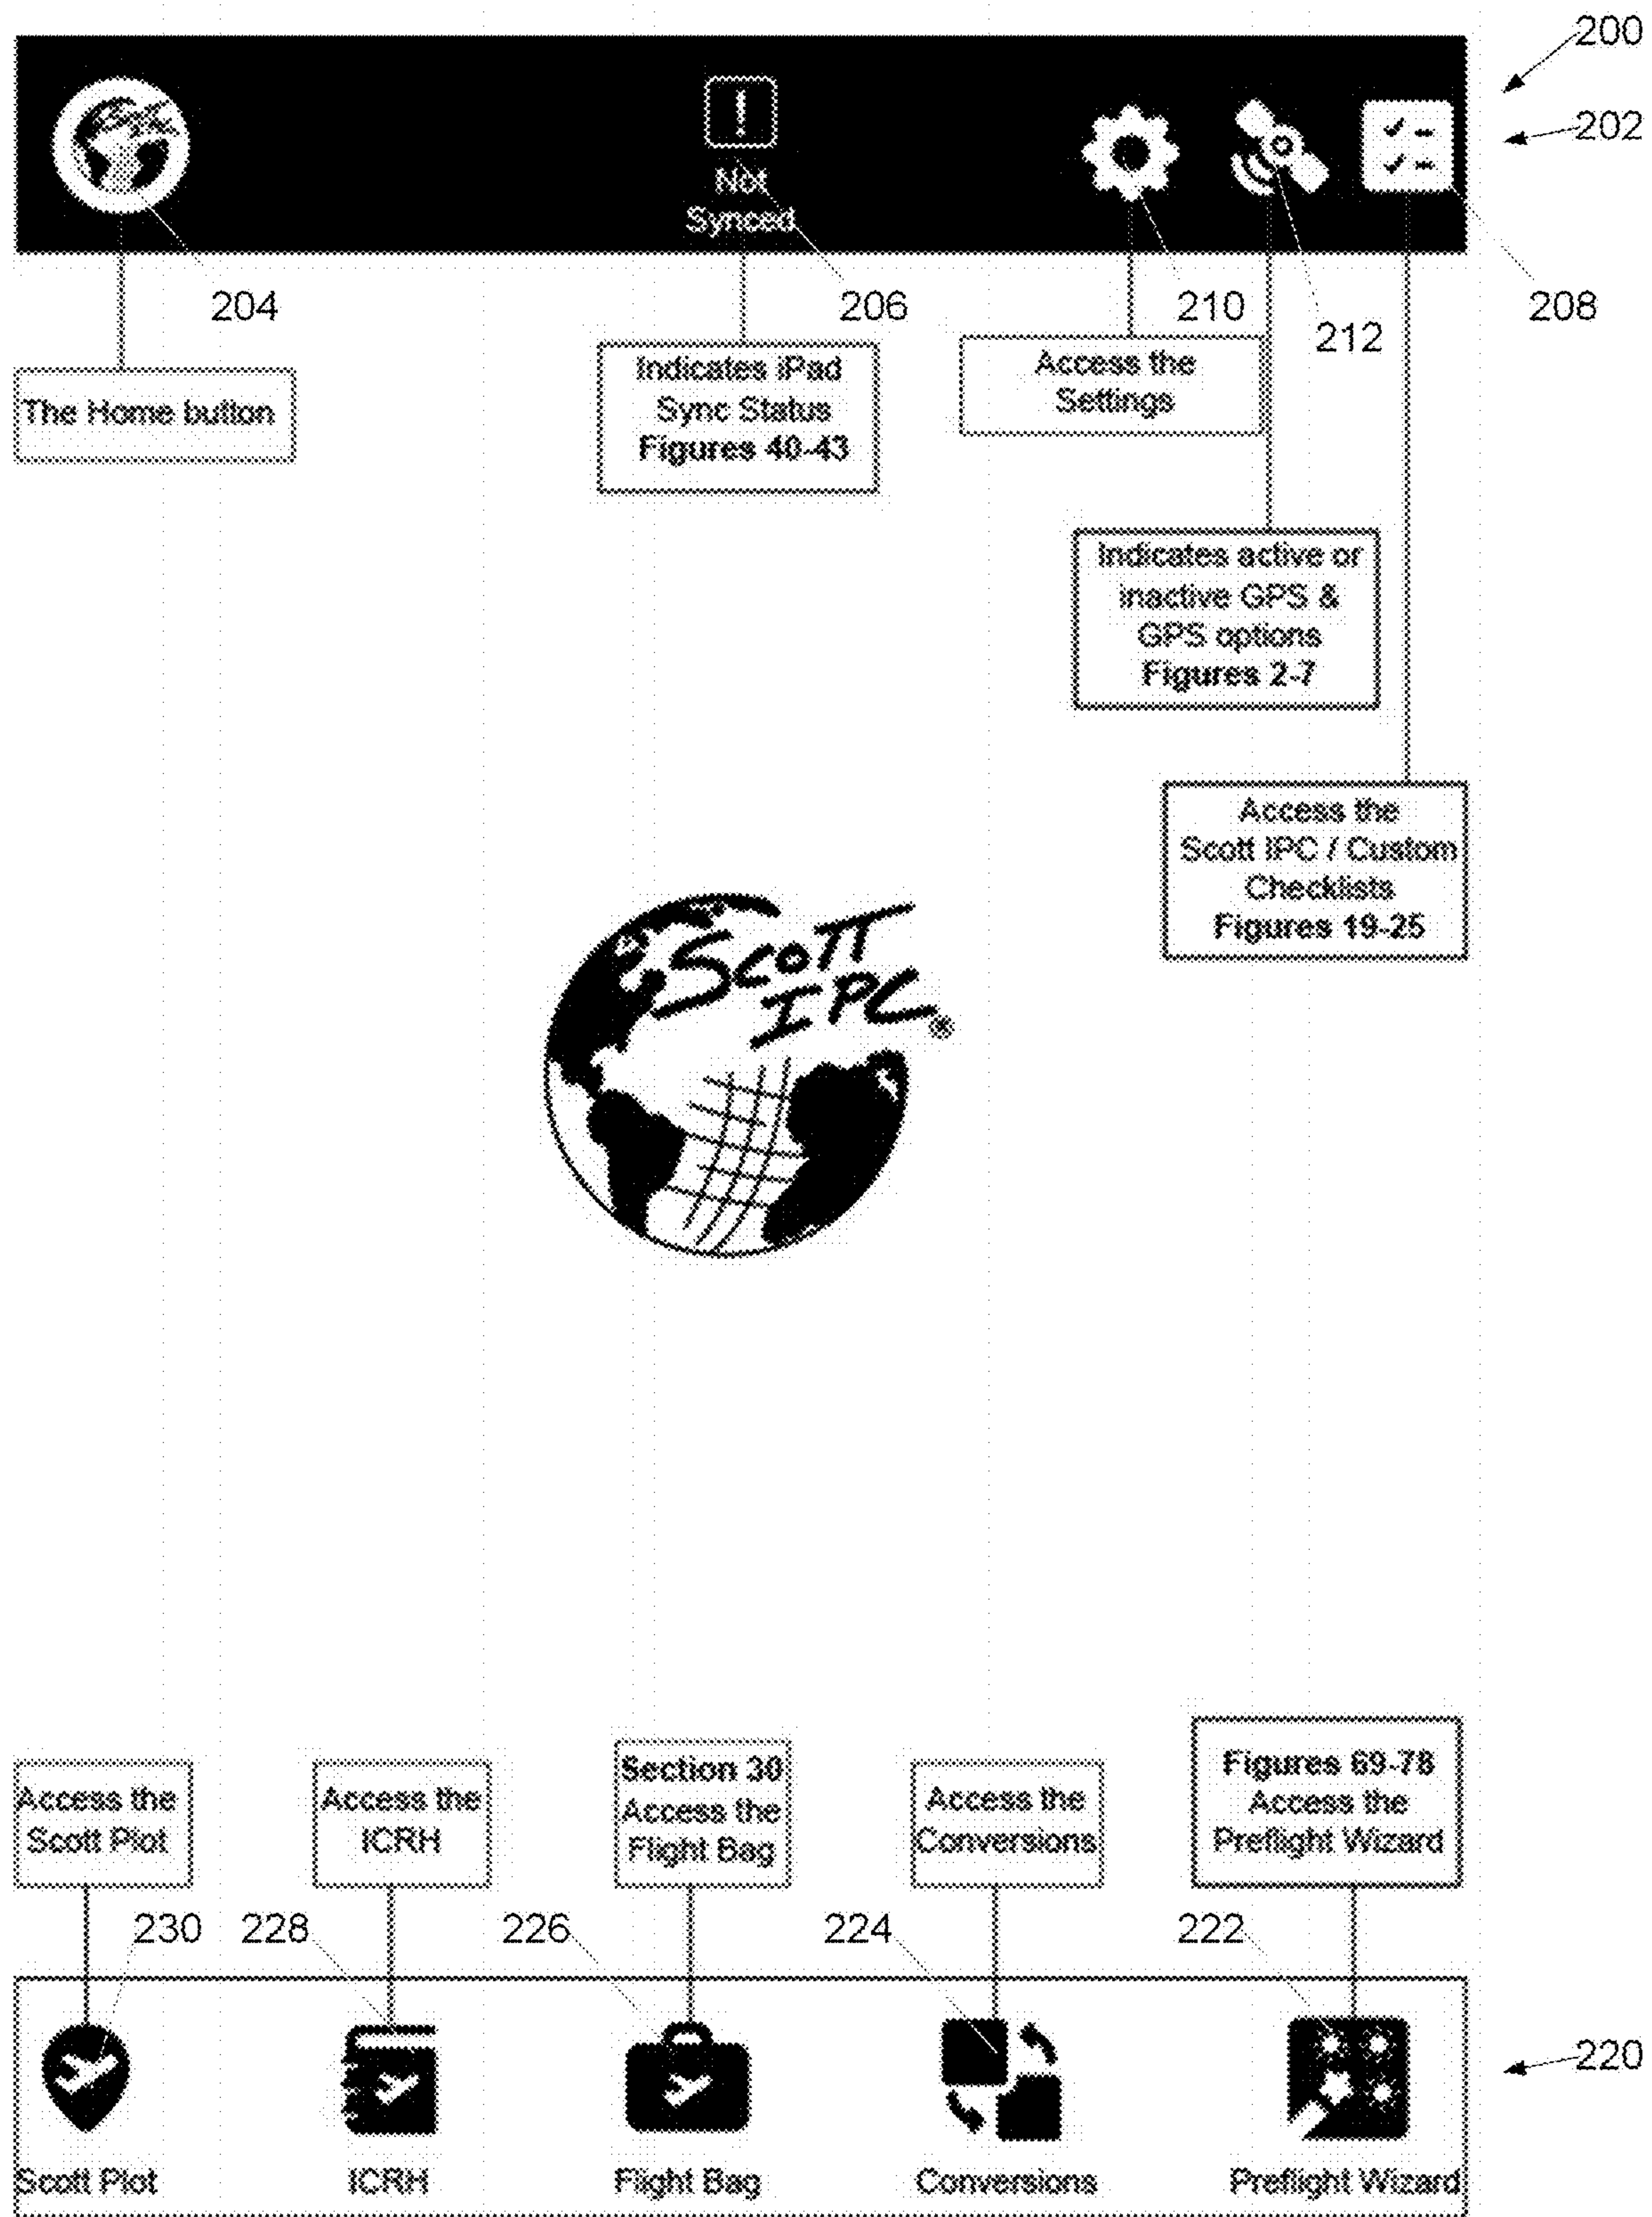 200
202
!
Not
Synced
204
206
210
212
208
The Home button
Indicates iPad
Sync Status
Figures 40-43
Access the
Settings
Indicates active or
inactive GPS &
GPS options
Figures 2-7
Access the
Scott IPC / Custom
Checklists
Figures 19-25
SCOTT
IPC®
Access the
Scott Plot
Access the
ICRH
Section 30
Access the
Flight Bag
Access the
Conversions
Figures 69-78
Access the
Preflight Wizard
230
228
226
224
222
220
Scott Plot
ICRH
Flight Bag
Conversions
Preflight Wizard